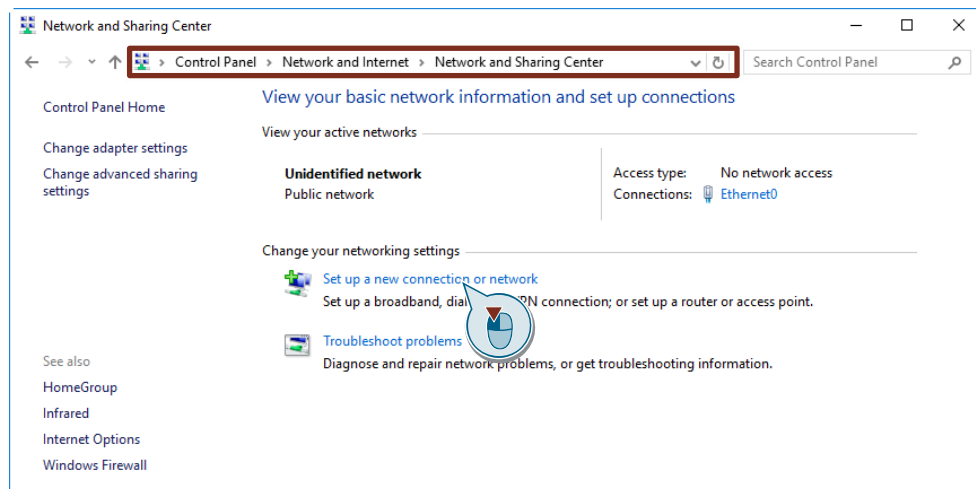 Network and Sharing Center
Control Panel > Network and Internet > Network and Sharing Center
Search Control Panel
Control Panel Home
Change adapter settings
Change advanced sharing
settings
View your basic network information and set up connections
View your active networks
Unidentified network
Public network
Access type: No network access
Connections: Ethernet0
Change your networking settings
Set up a new connection or network
Set up a broadband, connection; or set up a router or access point.
Troubleshoot problems
Diagnose and repair network problems, or get troubleshooting information.
See also
HomeGroup
Infrared
Internet Options
Windows Firewall